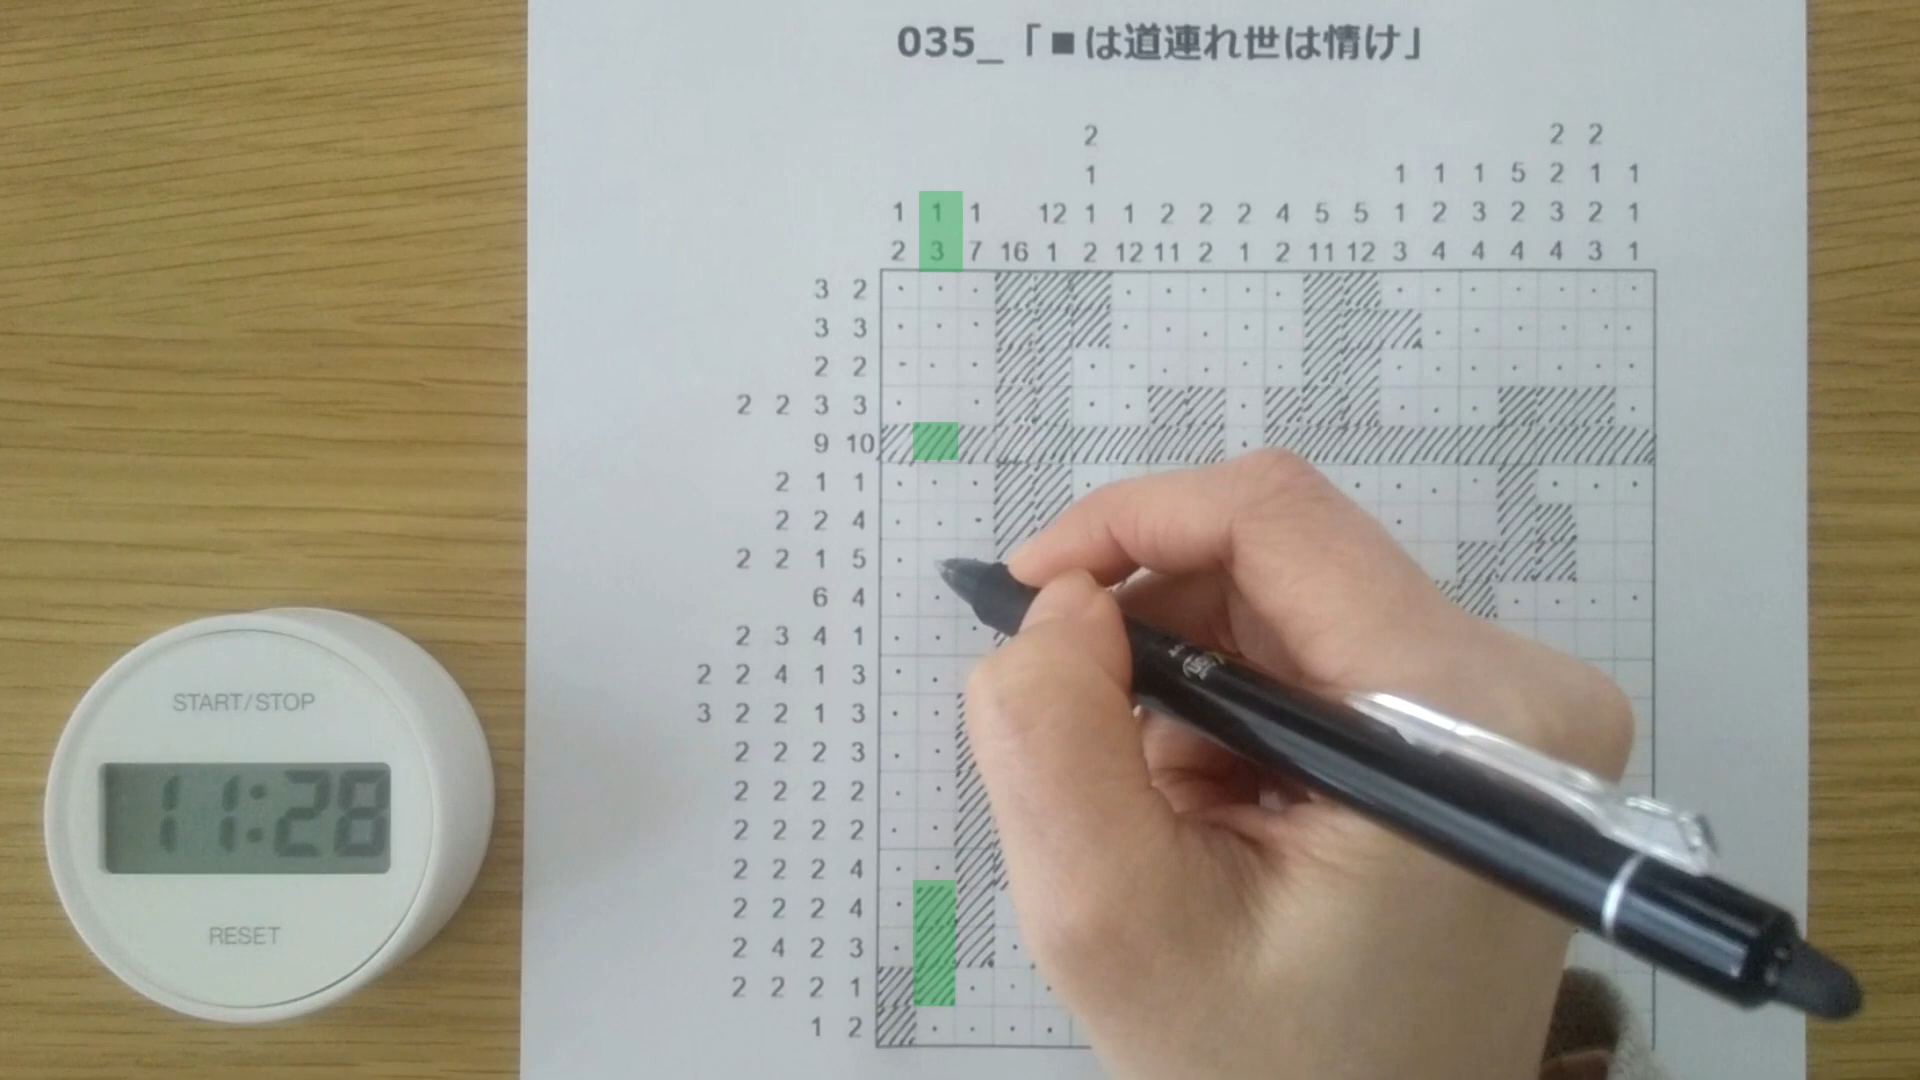 035_「■は道連れ世は情け」
2 2 2
1 1 1 1 5 2 1 1
1 1 1 12 1 1 2 2 2 4 5 5 1 2 3 2 3 2 1
2 3 7 16 1 2 12 11 2 1 2 11 12 3 4 4 4 4 3 1
3 2
3 3
2 2
2 2 3 3
9 10
2 1 1
2 2 4
2 2 1 5
6 4
2 3 4 1
2 2 4 1 3
3 2 2 1 3
2 2 2 3
2 2 2 2
2 2 2 2
2 2 2 4
2 2 2 4
2 4 2 3
2 2 2 1
1 2
START/STOP
11:28
RESET